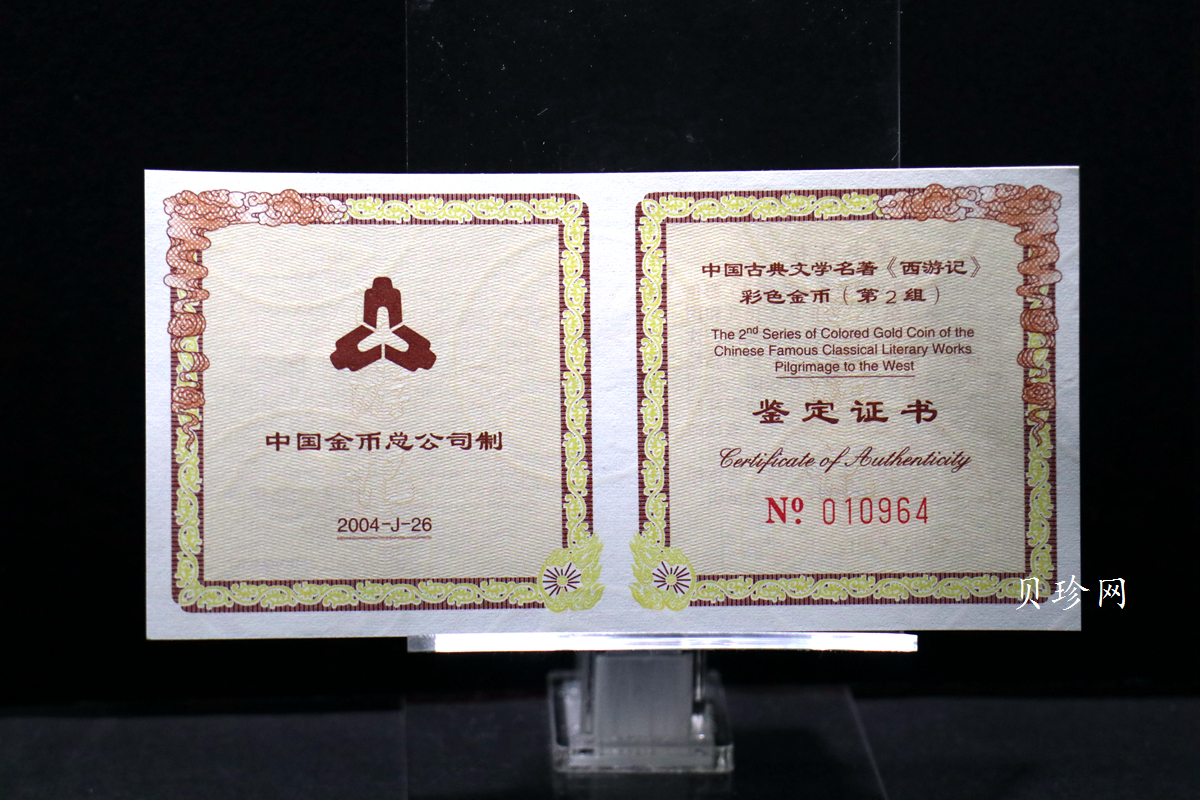 中国金币总公司制
2004-J-26
中国古典文学名著《西游记》
彩色金币（第2组）
The 2nd Series of Colored Gold Coin of the
Chinese Famous Classical Literary Works
Pilgrimage to the West
鉴定证书
Certificate of Authenticity
Nº 010964
贝珍网